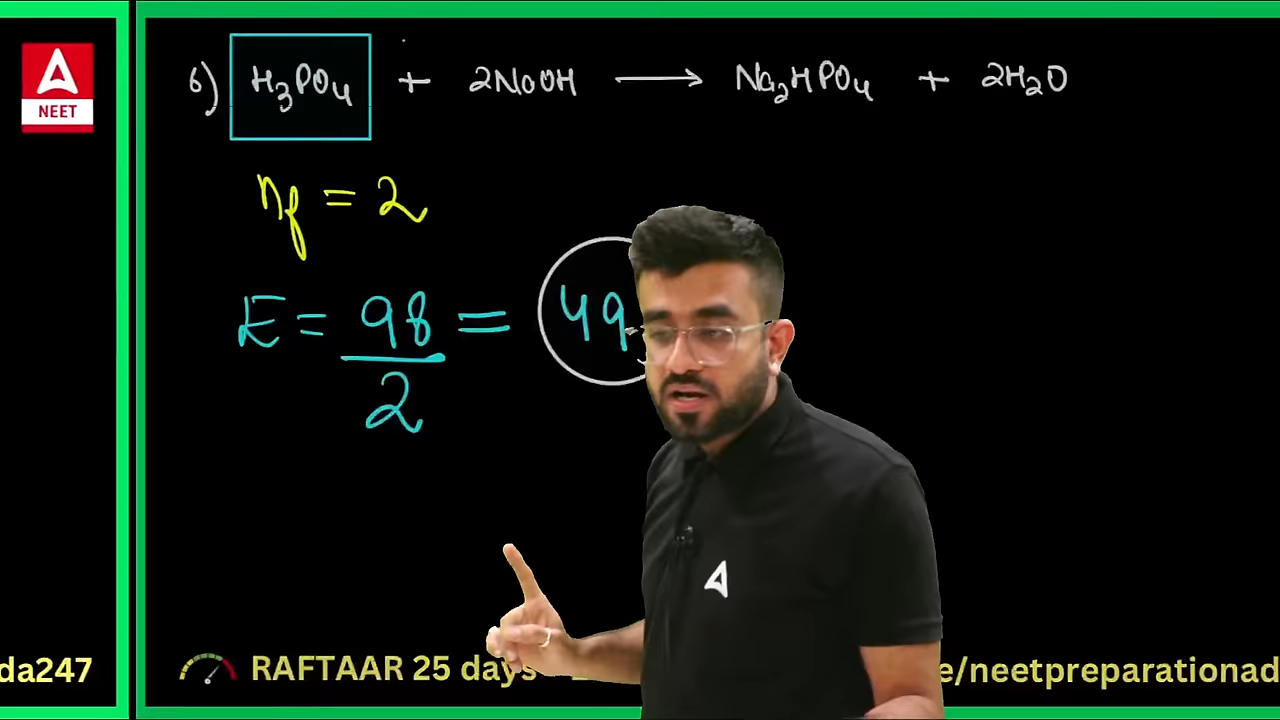 A
NEET
6) H₃PO₄ + 2NaOH ⟶ Na₂HPO₄ + 2H₂O
nf = 2
E = 98/2 = 49
da247
RAFTAAR 25 days
e/neetpreparationad